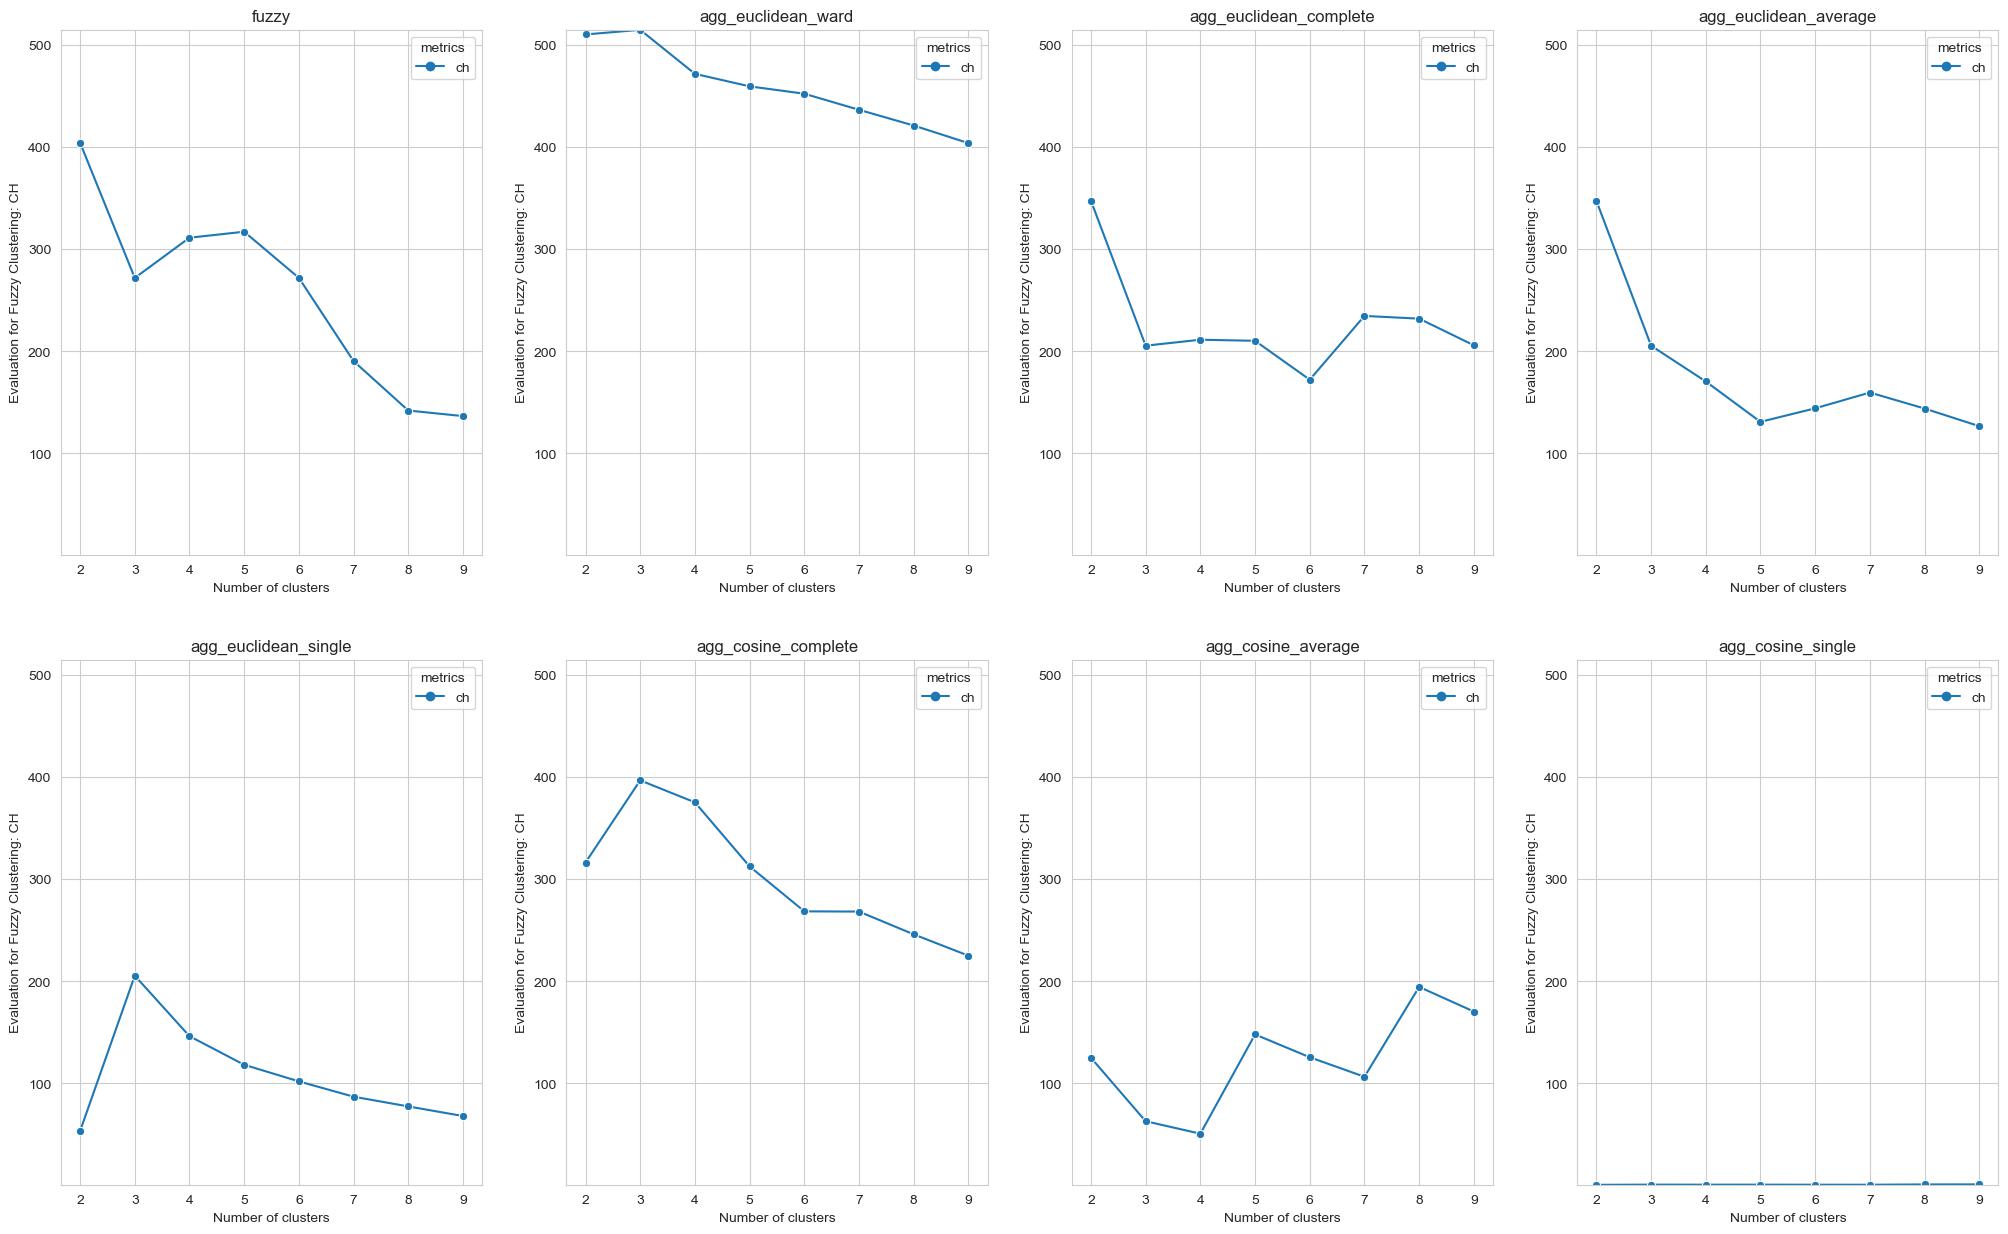 fuzzy
metrics
ch
500
400
300
200
100
Evaluation for Fuzzy Clustering: CH
2 3 4 5 6 7 8 9
Number of clusters
agg_euclidean_ward
metrics
ch
500
400
300
200
100
Evaluation for Fuzzy Clustering: CH
2 3 4 5 6 7 8 9
Number of clusters
agg_euclidean_complete
metrics
ch
500
400
300
200
100
Evaluation for Fuzzy Clustering: CH
2 3 4 5 6 7 8 9
Number of clusters
agg_euclidean_average
metrics
ch
500
400
300
200
100
Evaluation for Fuzzy Clustering: CH
2 3 4 5 6 7 8 9
Number of clusters
agg_euclidean_single
metrics
ch
500
400
300
200
100
Evaluation for Fuzzy Clustering: CH
2 3 4 5 6 7 8 9
Number of clusters
agg_cosine_complete
metrics
ch
500
400
300
200
100
Evaluation for Fuzzy Clustering: CH
2 3 4 5 6 7 8 9
Number of clusters
agg_cosine_average
metrics
ch
500
400
300
200
100
Evaluation for Fuzzy Clustering: CH
2 3 4 5 6 7 8 9
Number of clusters
agg_cosine_single
metrics
ch
500
400
300
200
100
Evaluation for Fuzzy Clustering: CH
2 3 4 5 6 7 8 9
Number of clusters